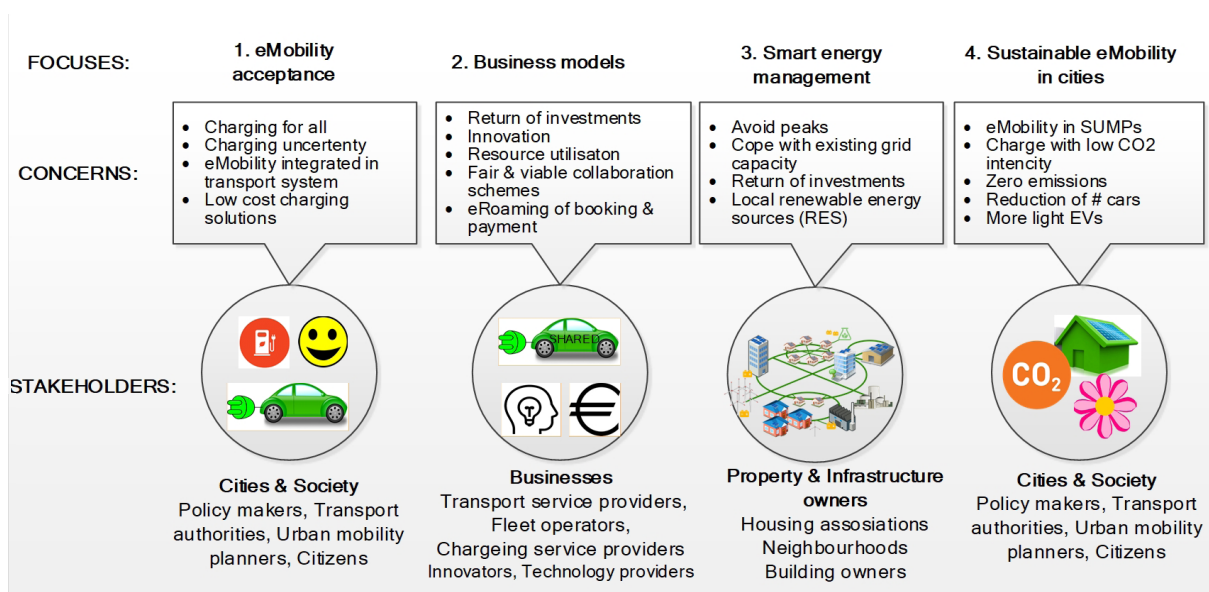 FOCUSES:
1. eMobility
acceptance
2. Business models
3. Smart energy
management
4. Sustainable eMobility
in cities
CONCERNS:
• Charging for all
• Charging uncertenty
• eMobility integrated in
transport system
• Low cost charging
solutions
• Return of investments
• Innovation
• Resource utilisaton
• Fair & viable collaboration
schemes
• eRoaming of booking &
payment
• Avoid peaks
• Cope with existing grid
capacity
• Return of investments
• Local renewable energy
sources (RES)
• eMobility in SUMPs
• Charge with low CO2
intencity
• Zero emissions
• Reduction of # cars
• More light EVs
STAKEHOLDERS:
SHARED
CO2
Cities & Society
Policy makers, Transport
authorities, Urban mobility
planners, Citizens
Businesses
Transport service providers,
Fleet operators,
Chargeing service providers
Innovators, Technology providers
Property & Infrastructure
owners
Housing assosiations
Neighbourhoods
Building owners
Cities & Society
Policy makers, Transport
authorities, Urban mobility
planners, Citizens